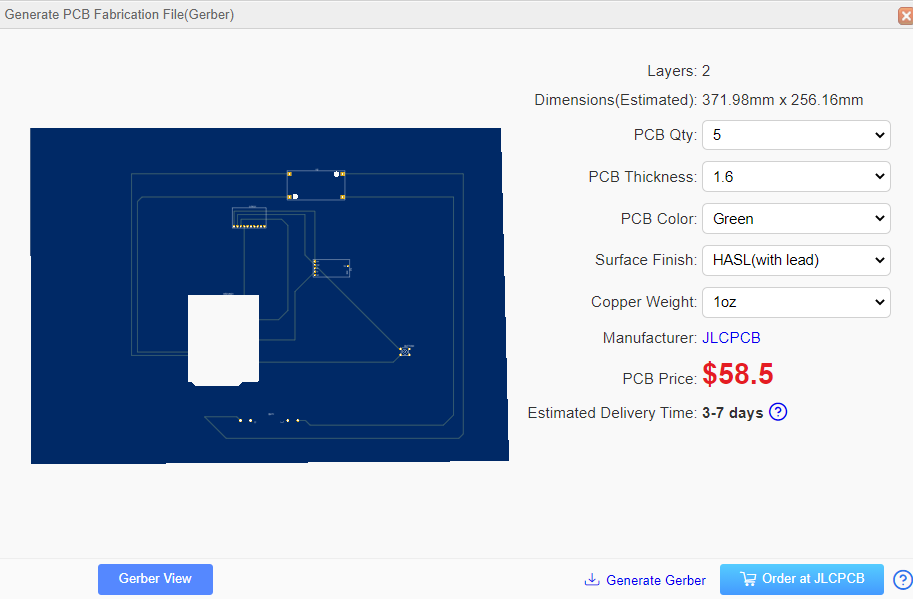 Generate PCB Fabrication File(Gerber)
Layers: 2
Dimensions(Estimated): 371.98mm x 256.16mm
PCB Qty: 5
PCB Thickness: 1.6
PCB Color: Green
Surface Finish: HASL(with lead)
Copper Weight: 1oz
Manufacturer: JLCPCB
PCB Price: $58.5
Estimated Delivery Time: 3-7 days ?
Gerber View
Generate Gerber
Order at JLCPCB
?